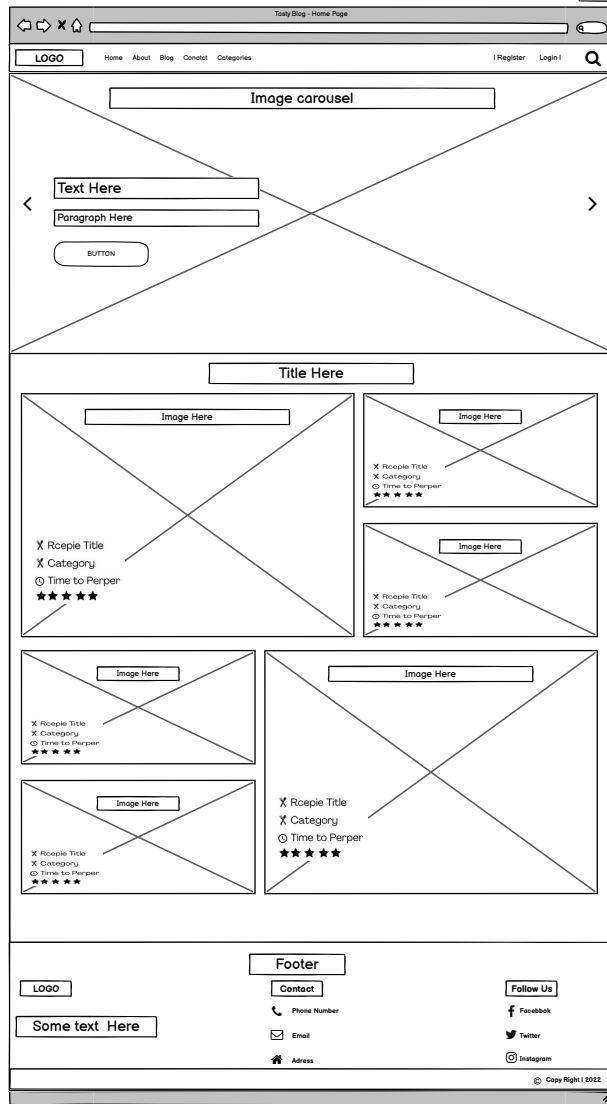 Tasty Blog - Home Page
LOGO
Home About Blog Conatct Categories
| Register Login |
Image carousel
Text Here
Paragraph Here
BUTTON
Title Here
Image Here
Rcepie Title
Category
Time to Perper
Image Here
Rcepie Title
Category
Time to Perper
Image Here
Rcepie Title
Category
Time to Perper
Image Here
Rcepie Title
Category
Time to Perper
Image Here
Rcepie Title
Category
Time to Perper
Image Here
Rcepie Title
Category
Time to Perper
Footer
LOGO
Some text Here
Contact
Phone Number
Email
Adress
Follow Us
Facebbok
Twitter
Instagram
© Copy Right | 2022